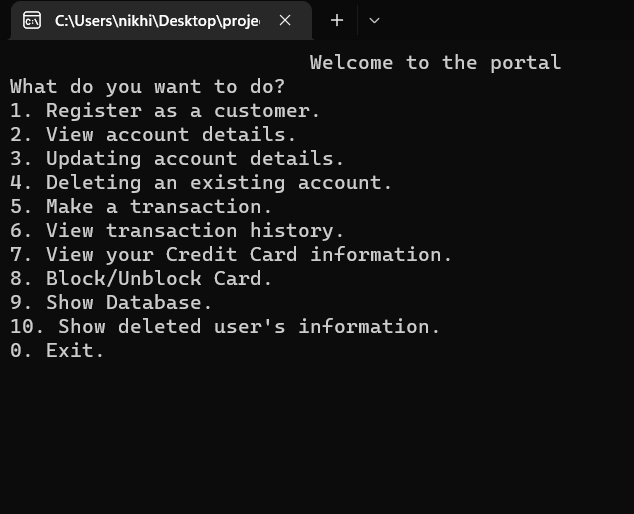 C:\Users\nikhi\Desktop\proje
Welcome to the portal
What do you want to do?
1. Register as a customer.
2. View account details.
3. Updating account details.
4. Deleting an existing account.
5. Make a transaction.
6. View transaction history.
7. View your Credit Card information.
8. Block/Unblock Card.
9. Show Database.
10. Show deleted user's information.
0. Exit.